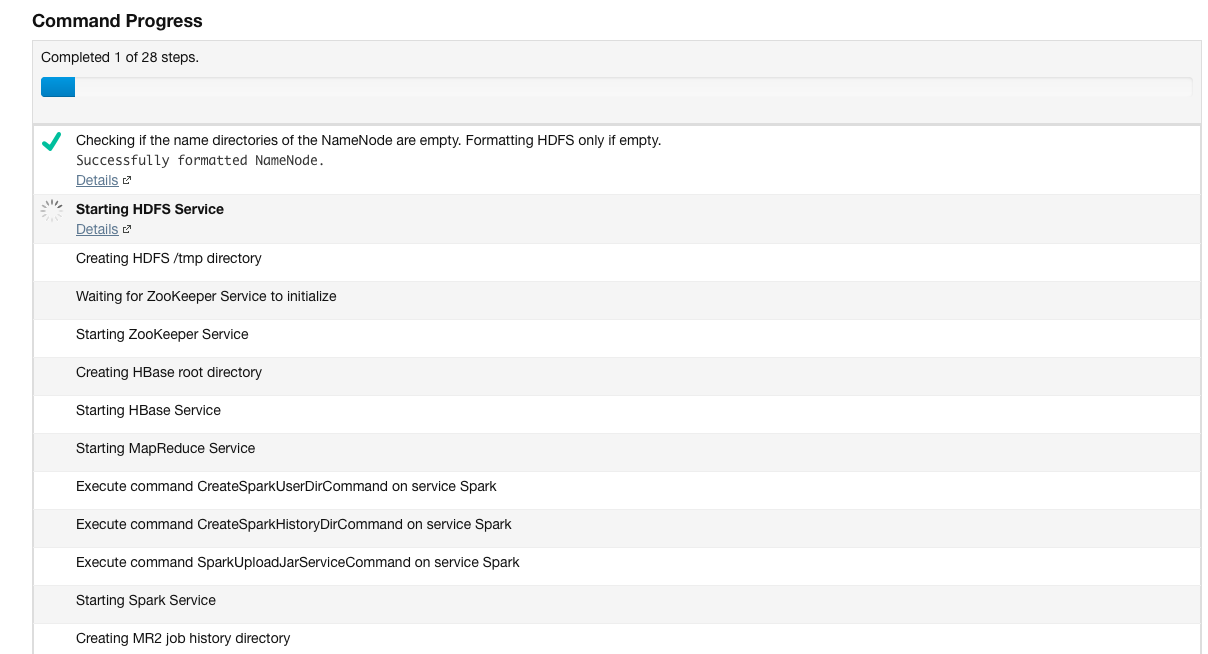 Command Progress
Completed 1 of 28 steps.
Checking if the name directories of the NameNode are empty. Formatting HDFS only if empty.
Successfully formatted NameNode.
Details
Starting HDFS Service
Details
Creating HDFS /tmp directory
Waiting for ZooKeeper Service to initialize
Starting ZooKeeper Service
Creating HBase root directory
Starting HBase Service
Starting MapReduce Service
Execute command CreateSparkUserDirCommand on service Spark
Execute command CreateSparkHistoryDirCommand on service Spark
Execute command SparkUploadJarServiceCommand on service Spark
Starting Spark Service
Creating MR2 job history directory